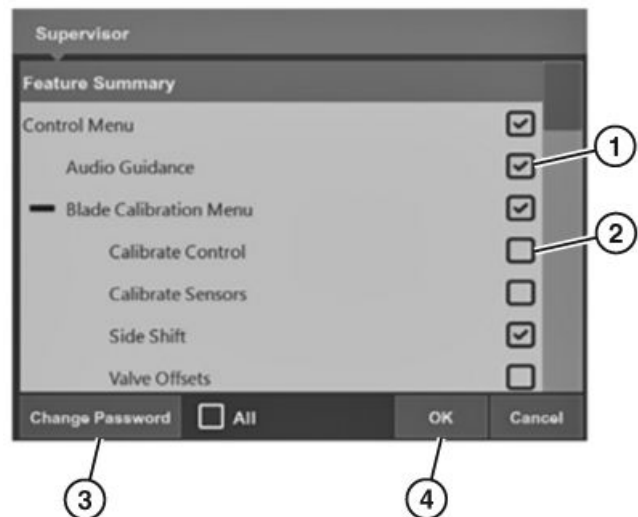 Supervisor
Feature Summary
Control Menu
Audio Guidance
1
Blade Calibration Menu
2
Calibrate Control
Calibrate Sensors
Side Shift
Valve Offsets
Change Password All OK Cancel
3 4